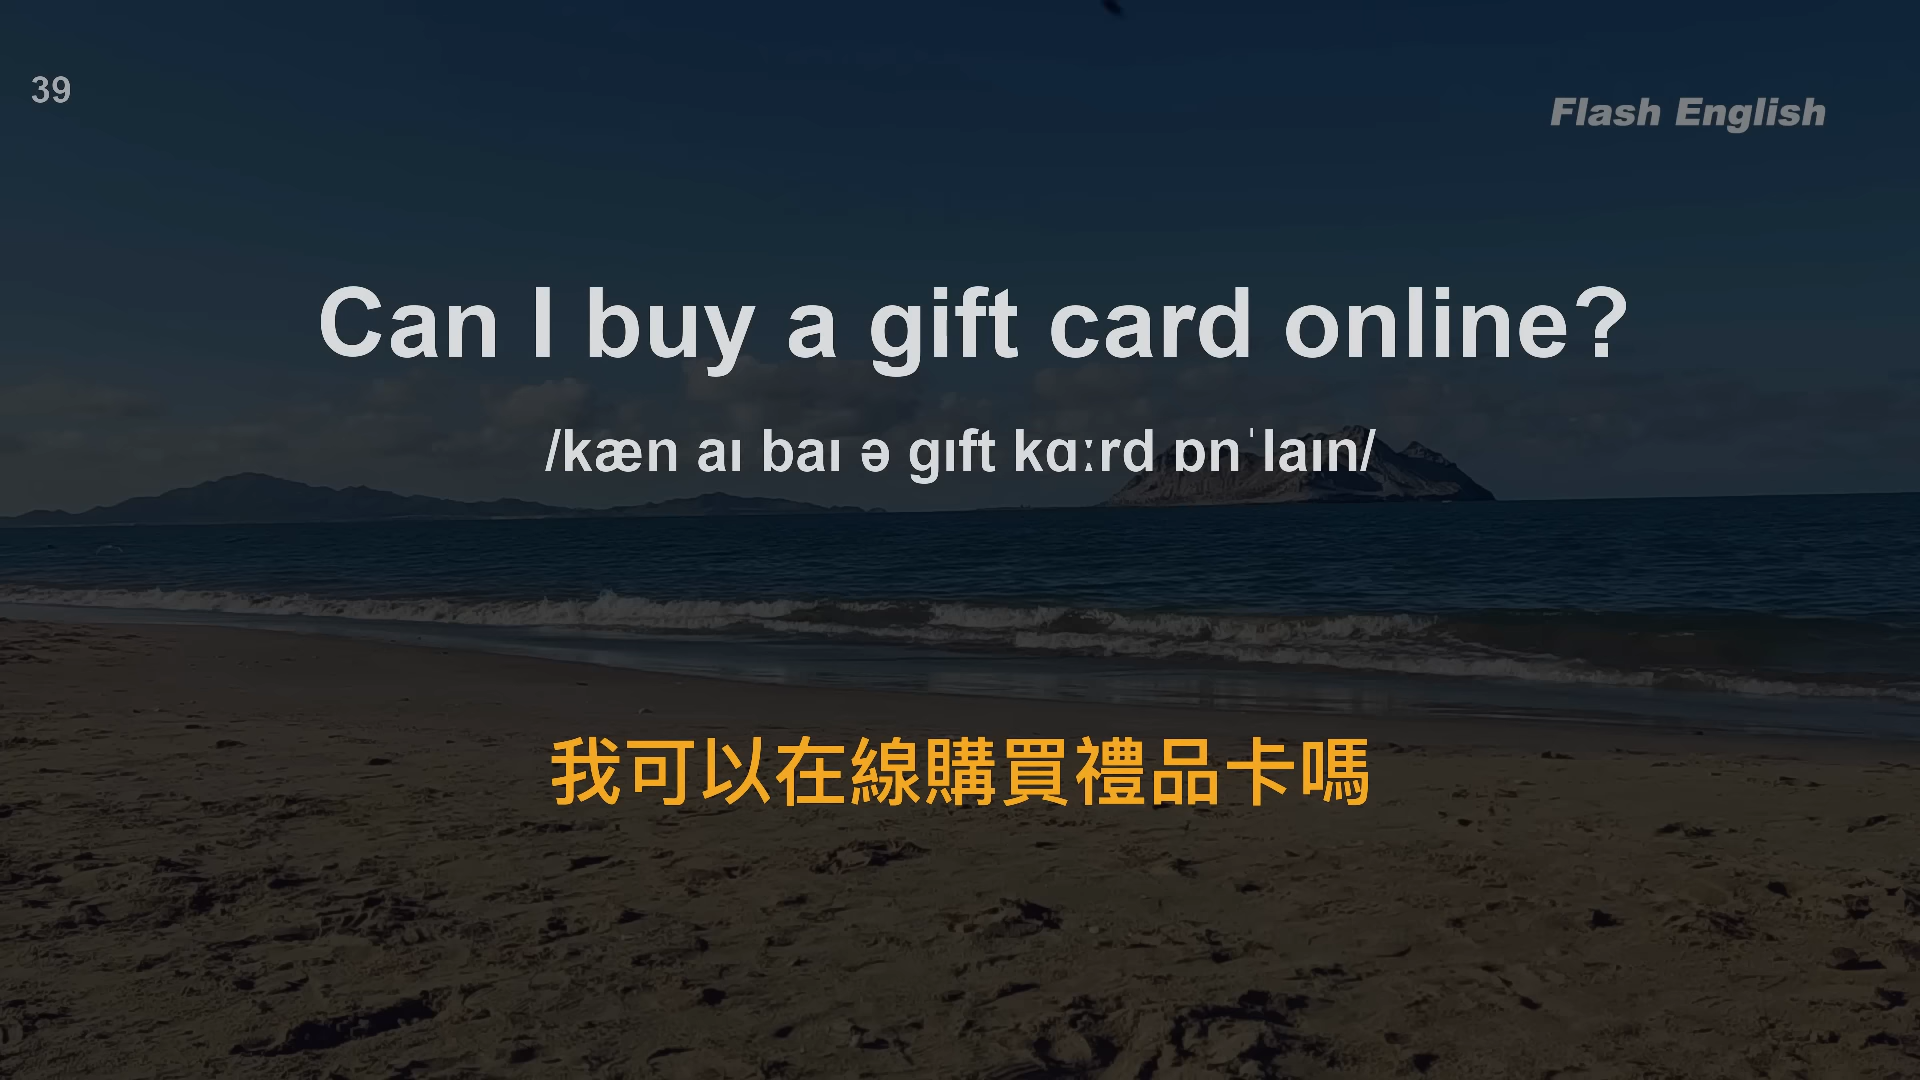 39
Flash English
Can I buy a gift card online?
/kæn aɪ baɪ ə gɪft kɑːrd ɒnˈlaɪn/
我可以在線購買禮品卡嗎